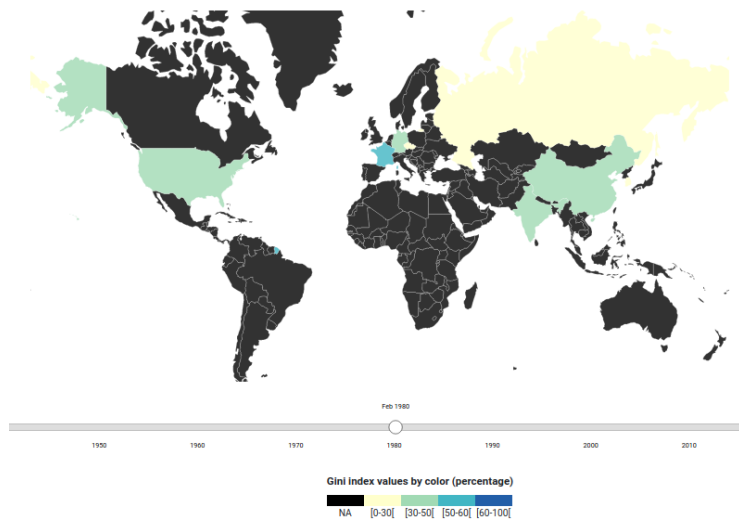 Feb 1980
1950 1960 1970 1980 1990 2000 2010
Gini index values by color (percentage)
NA [0-30[ [30-50[ [50-60[ [60-100[